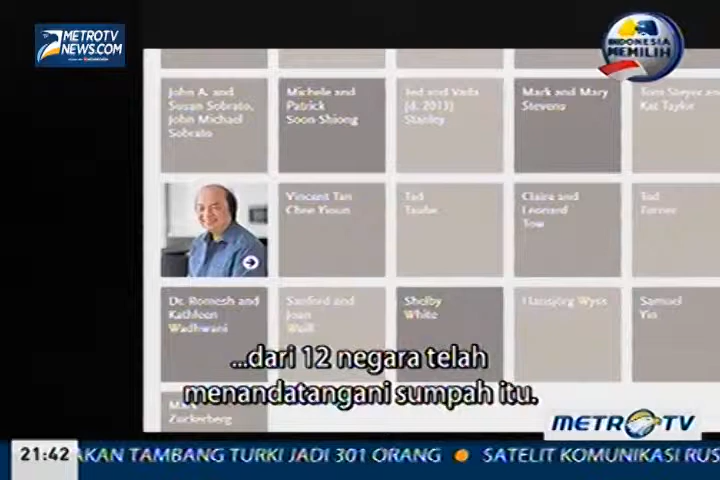 METROTV
NEWS.COM
INDONESIA
MEMILIH
John A. and
Susan Sobrato,
John Michael
Sobrato
Michele and
Patrick
Soon-Shiong
Ted and Vada
(d. 2013)
Stanley
Mark and Mary
Stevens
Tom Steyer and
Kat Taylor
Vincent Tan
Chee Yioun
Tad
Taube
Claire and
Leonard
Tow
Ted
Turner
Dr. Romesh and
Kathleen
Wadhwani
Sanford and
Joan
Weill
Shelby
White
Hansjörg Wyss
Samuel
Yin
...dari 12 negara telah
menandatangani sumpah itu.
Mark
Zuckerberg
METRO TV
21:42
AKAN TAMBANG TURKI JADI 301 ORANG
SATELIT KOMUNIKASI RUS